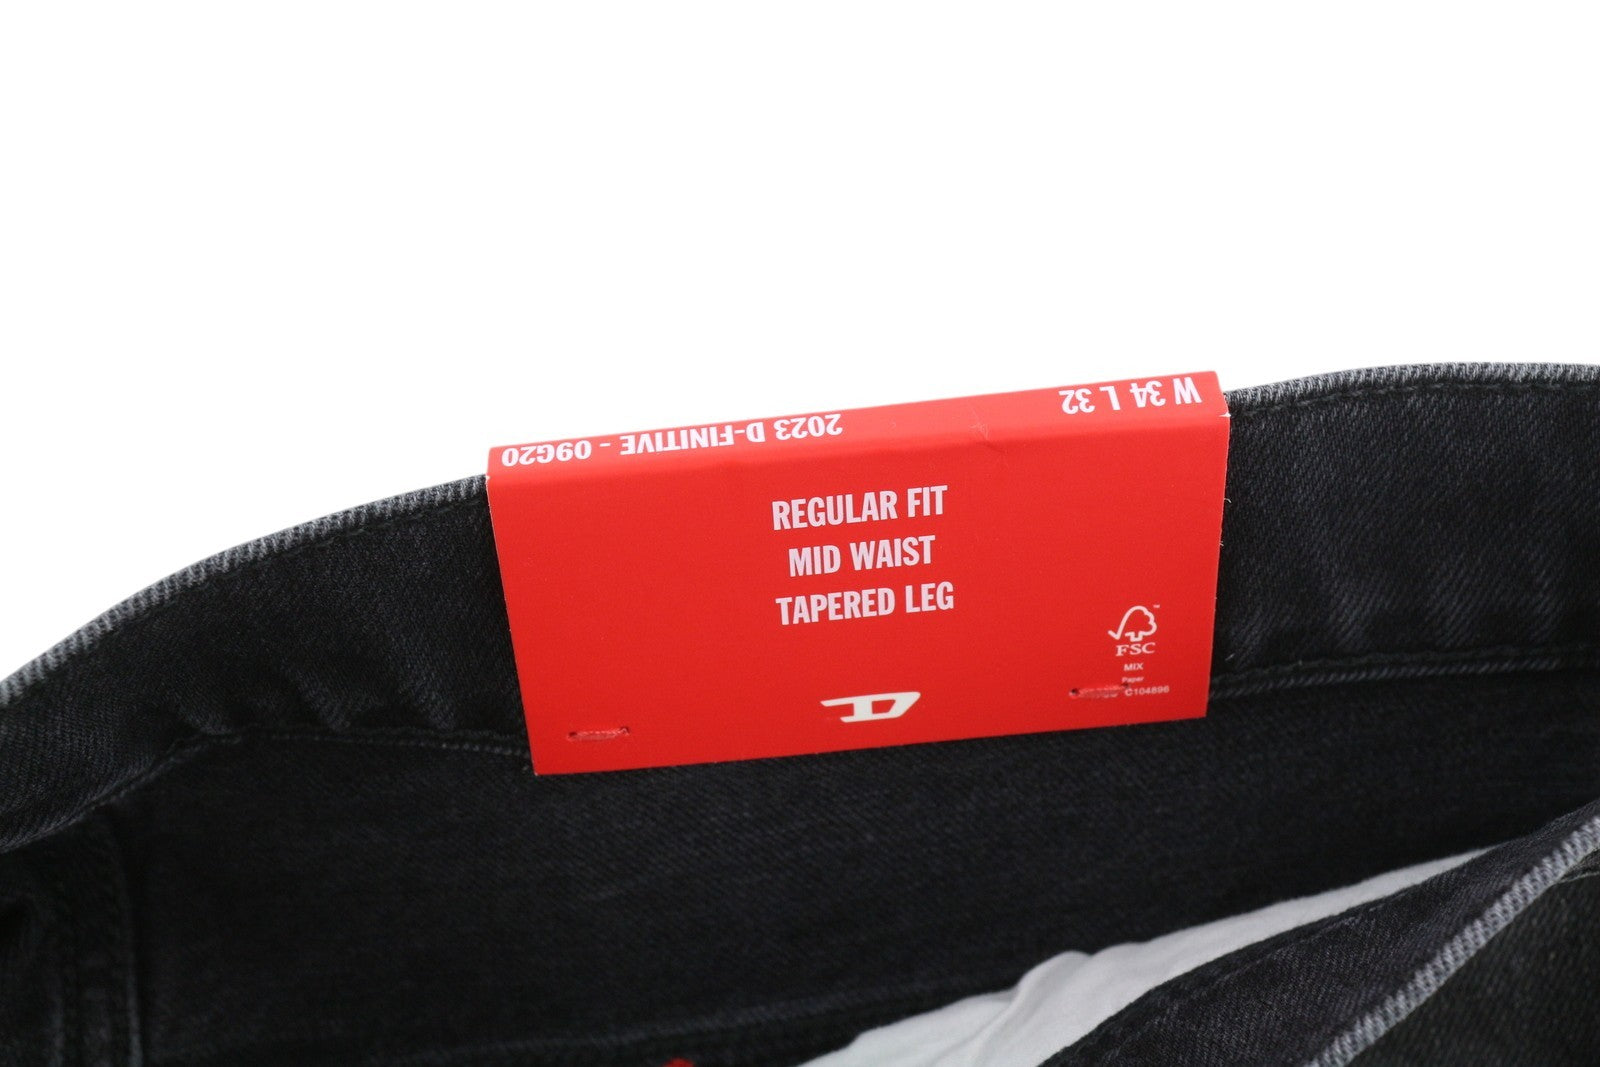 W 34 L 32
2023 D-FINITIVE - 09G20
REGULAR FIT
MID WAIST
TAPERED LEG
FSC
MIX
Paper
C104896